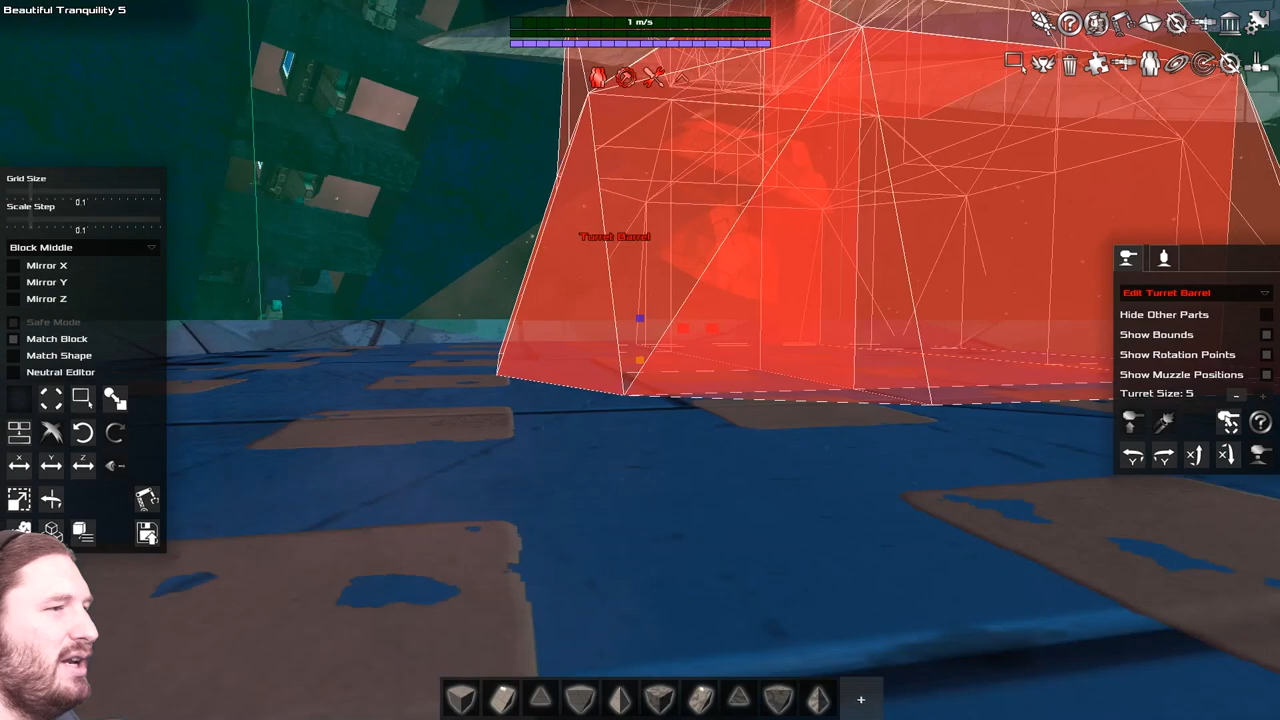 Beautiful Tranquility 5
1 m/s
Grid Size
0.1
Scale Step
0.1
Block Middle
Mirror X
Mirror Y
Mirror Z
Safe Mode
Match Block
Match Shape
Neutral Editor
X
Y
Z
Turret Barrel
Edit Turret Barrel
Hide Other Parts
Show Bounds
Show Rotation Points
Show Muzzle Positions
Turret Size: 5
-
+
?
Y
Y
X
X
+